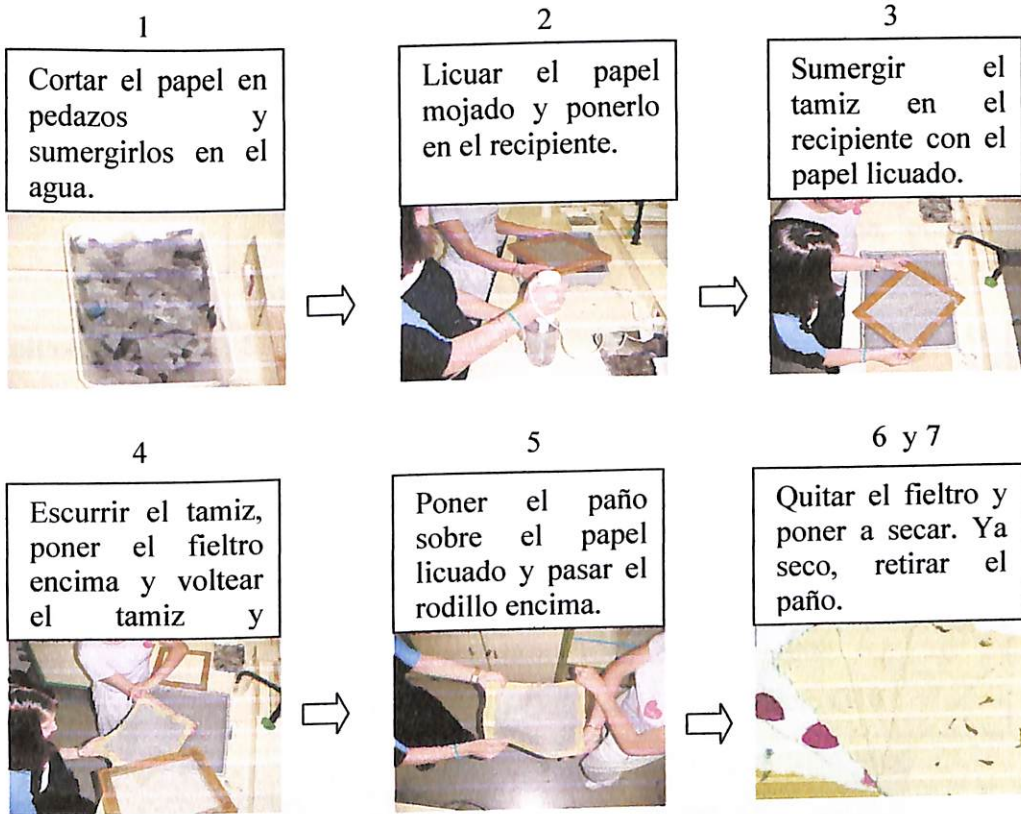 1
Cortar el papel en
pedazos y
sumergirlos en el
agua.
2
Licuar el papel
mojado y ponerlo
en el recipiente.
3
Sumergir el
tamiz en el
recipiente con el
papel licuado.
4
Escurrir el tamiz,
poner el fieltro
encima y voltear
el tamiz y
5
Poner el paño
sobre el papel
licuado y pasar el
rodillo encima.
6 y 7
Quitar el fieltro y
poner a secar. Ya
seco, retirar el
paño.